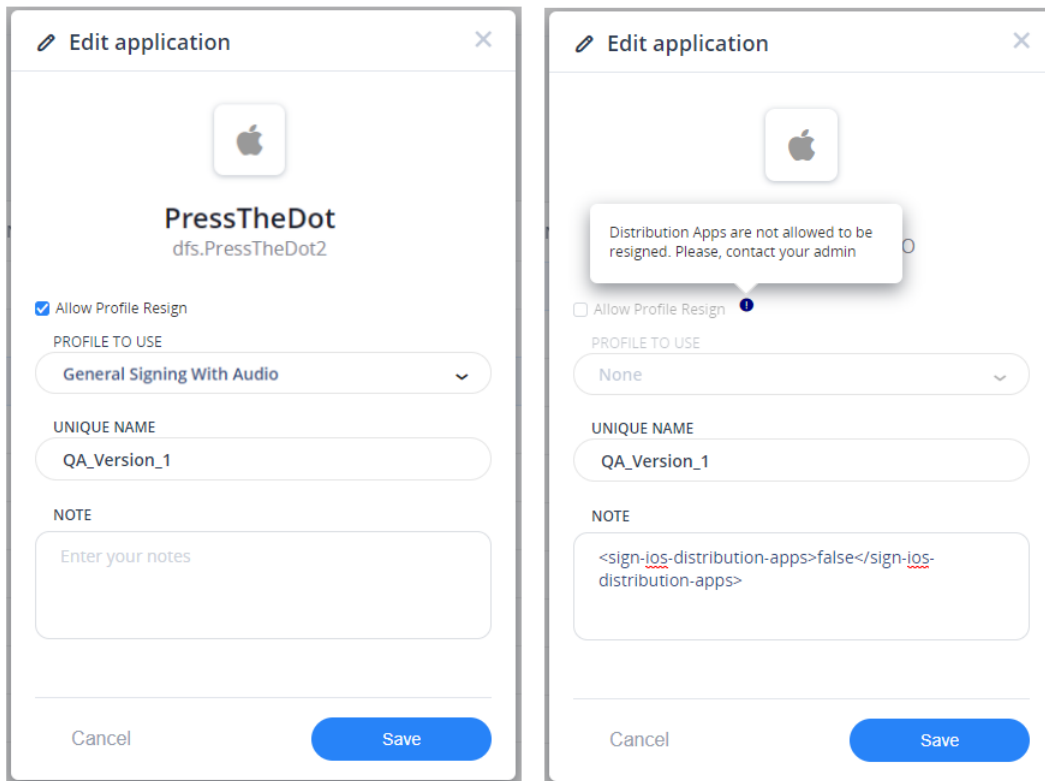 Edit application
PressTheDot
dfs.PressTheDot2
Allow Profile Resign
PROFILE TO USE
General Signing With Audio
UNIQUE NAME
QA_Version_1
NOTE
Enter your notes
Cancel
Save
Edit application
Distribution Apps are not allowed to be
resigned. Please, contact your admin
Allow Profile Resign
PROFILE TO USE
None
UNIQUE NAME
QA_Version_1
NOTE
<sign-ios-distribution-apps>false</sign-ios-
distribution-apps>
Cancel
Save